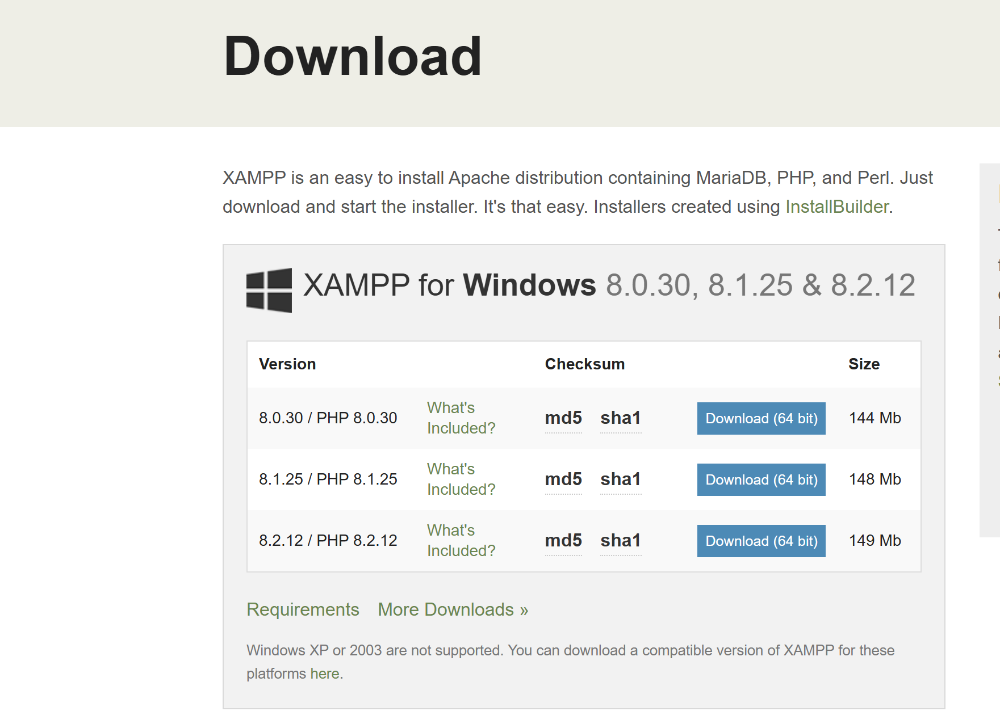 Download
XAMPP is an easy to install Apache distribution containing MariaDB, PHP, and Perl. Just
download and start the installer. It's that easy. Installers created using InstallBuilder.
XAMPP for Windows 8.0.30, 8.1.25 & 8.2.12
Version Checksum Size
8.0.30 / PHP 8.0.30 What's Included? md5 sha1 Download (64 bit) 144 Mb
8.1.25 / PHP 8.1.25 What's Included? md5 sha1 Download (64 bit) 148 Mb
8.2.12 / PHP 8.2.12 What's Included? md5 sha1 Download (64 bit) 149 Mb
Requirements More Downloads »
Windows XP or 2003 are not supported. You can download a compatible version of XAMPP for these
platforms here.